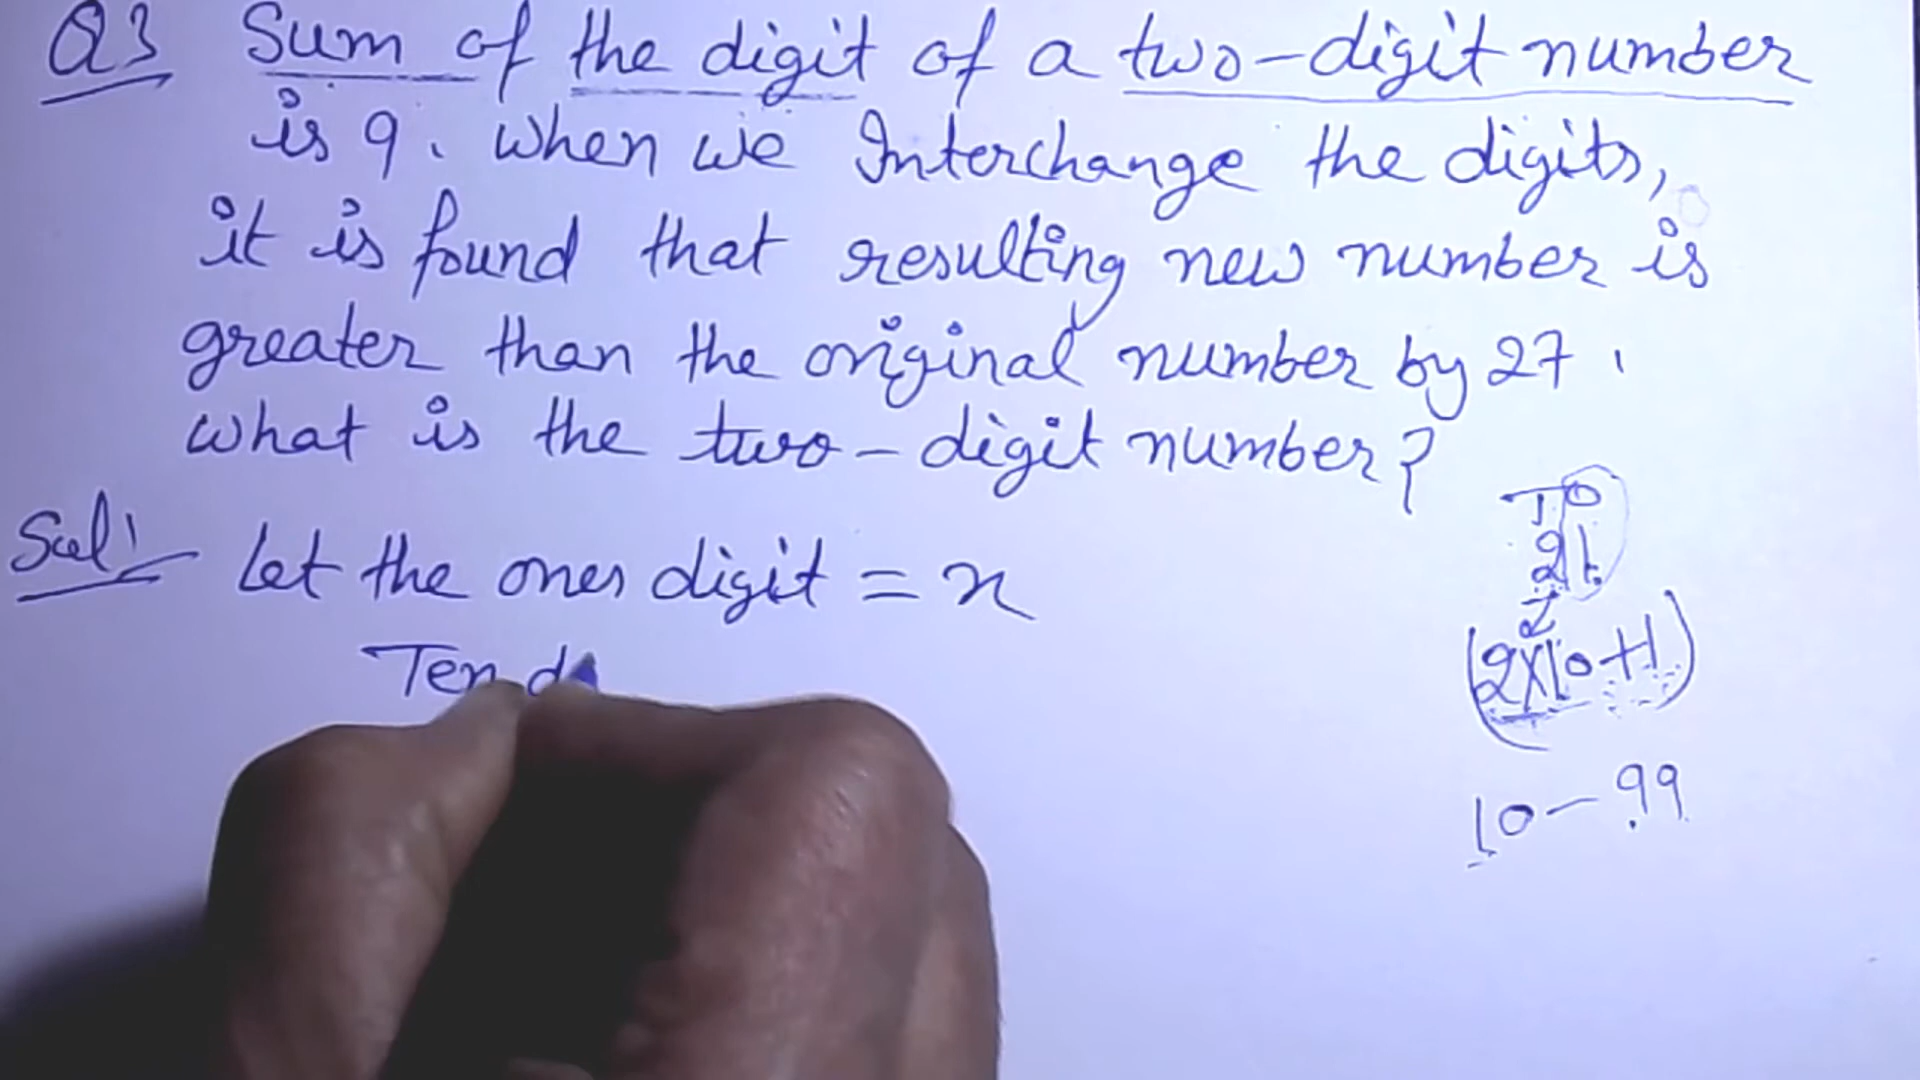 Q3 Sum of the digit of a two-digit number
is 9. When we Interchange the digits,
it is found that resulting new number is
greater than the original number by 27.
what is the two-digit number?
Sol! Let the ones digit = x
Ten di
T O
21
2
(2×10+1)
10-99